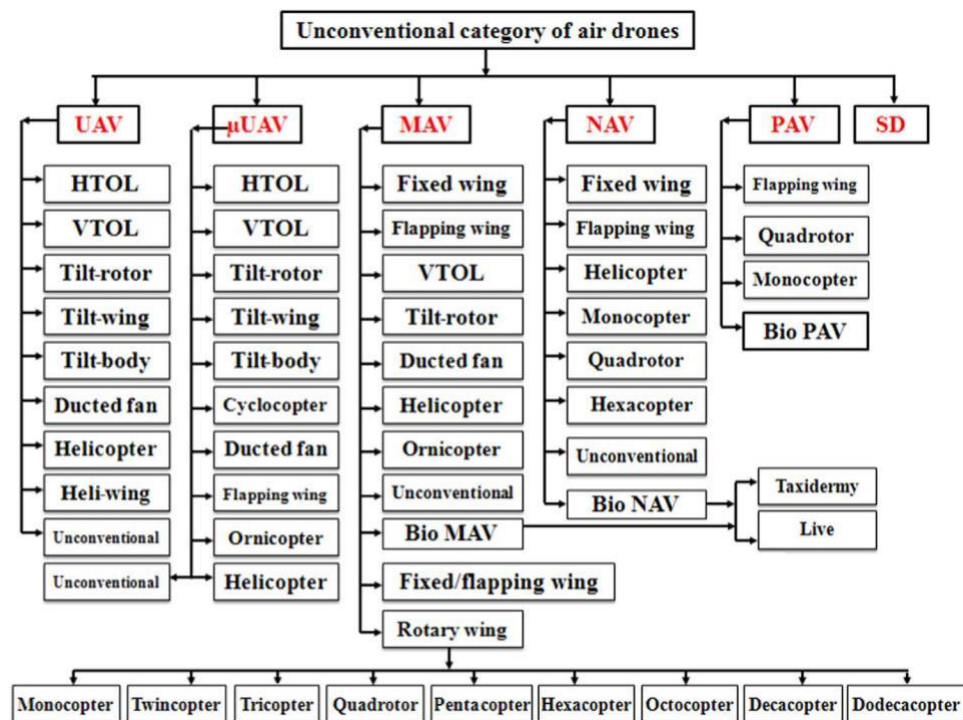 Unconventional category of air drones
UAV
µUAV
MAV
NAV
PAV
SD
HTOL
VTOL
Tilt-rotor
Tilt-wing
Tilt-body
Ducted fan
Helicopter
Heli-wing
Unconventional
Unconventional
HTOL
VTOL
Tilt-rotor
Tilt-wing
Tilt-body
Cyclocopter
Ducted fan
Flapping wing
Ornicopter
Helicopter
Fixed wing
Flapping wing
VTOL
Tilt-rotor
Ducted fan
Helicopter
Ornicopter
Unconventional
Bio MAV
Fixed/flapping wing
Rotary wing
Fixed wing
Flapping wing
Helicopter
Monocopter
Quadrotor
Hexacopter
Unconventional
Bio NAV
Taxidermy
Live
Flapping wing
Quadrotor
Monocopter
Bio PAV
Monocopter
Twincopter
Tricopter
Quadrotor
Pentacopter
Hexacopter
Octocopter
Decacopter
Dodecacopter